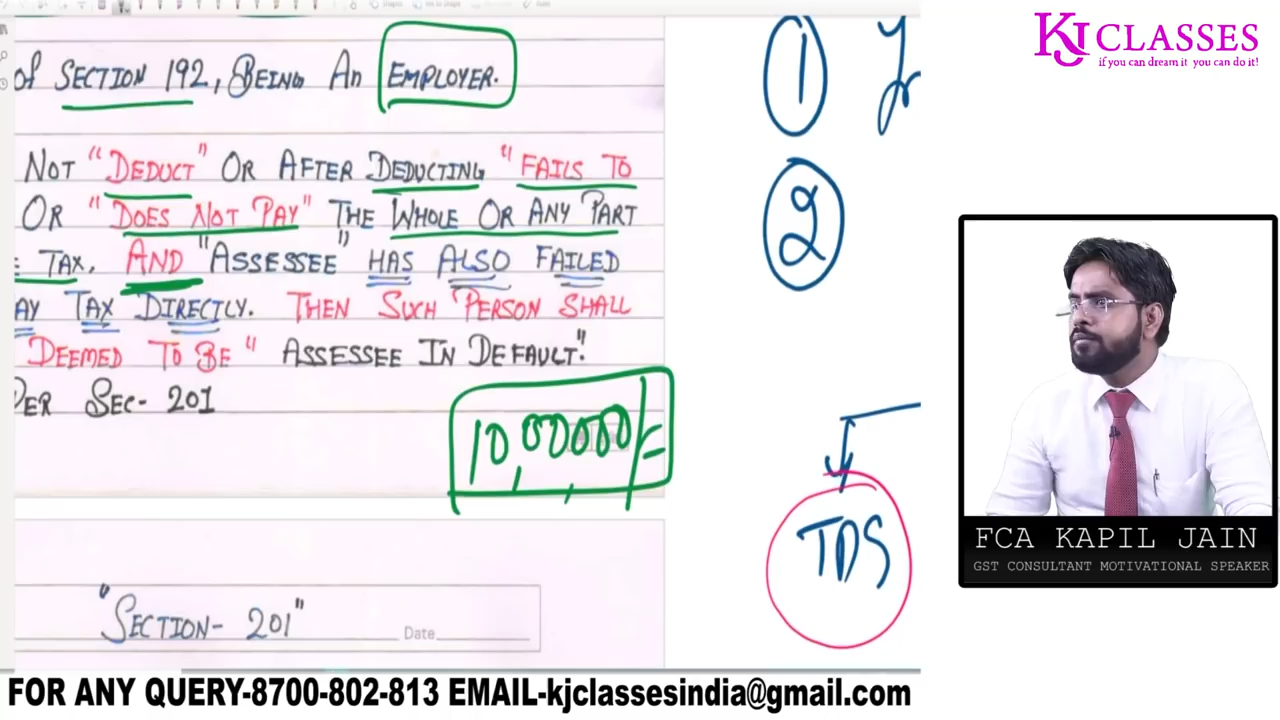 of SECTION 192, BEING AN EMPLOYER.
NOT "DEDUCT" OR AFTER DEDUCTING "FAILS TO
OR "DOES NOT PAY" THE WHOLE OR ANY PART
TAX, AND "ASSESSEE" HAS ALSO FAILED
AY TAX DIRECTLY. THEN SUCH PERSON SHALL
DEEMED TO BE " ASSESSEE IN DEFAULT."
PER SEC- 201
10,00,000/=
"SECTION- 201"
Date
1
2
TDS
KJ CLASSES
if you can dream it you can do it!
FCA KAPIL JAIN
GST CONSULTANT MOTIVATIONAL SPEAKER
FOR ANY QUERY-8700-802-813 EMAIL-kjclassesindia@gmail.com